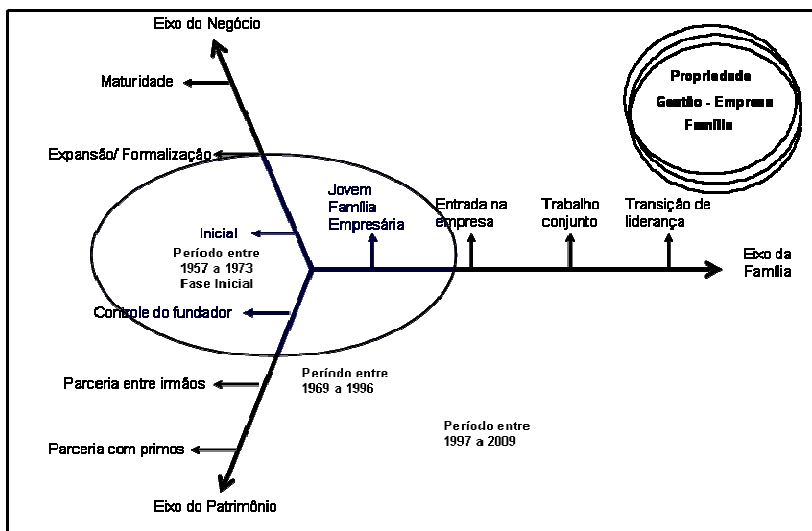 Eixo do Negócio
Maturidade
Expansão/ Formalização
Inicial
Período entre
1957 a 1973
Fase Inicial
Controle do fundador
Parceria entre irmãos
Parceria com primos
Eixo do Patrimônio
Jovem
Família
Empresária
Entrada na
empresa
Trabalho
conjunto
Transição de
liderança
Eixo da
Família
Propriedade
Gestão - Empresa
Família
Período entre
1969 a 1996
Período entre
1997 a 2009